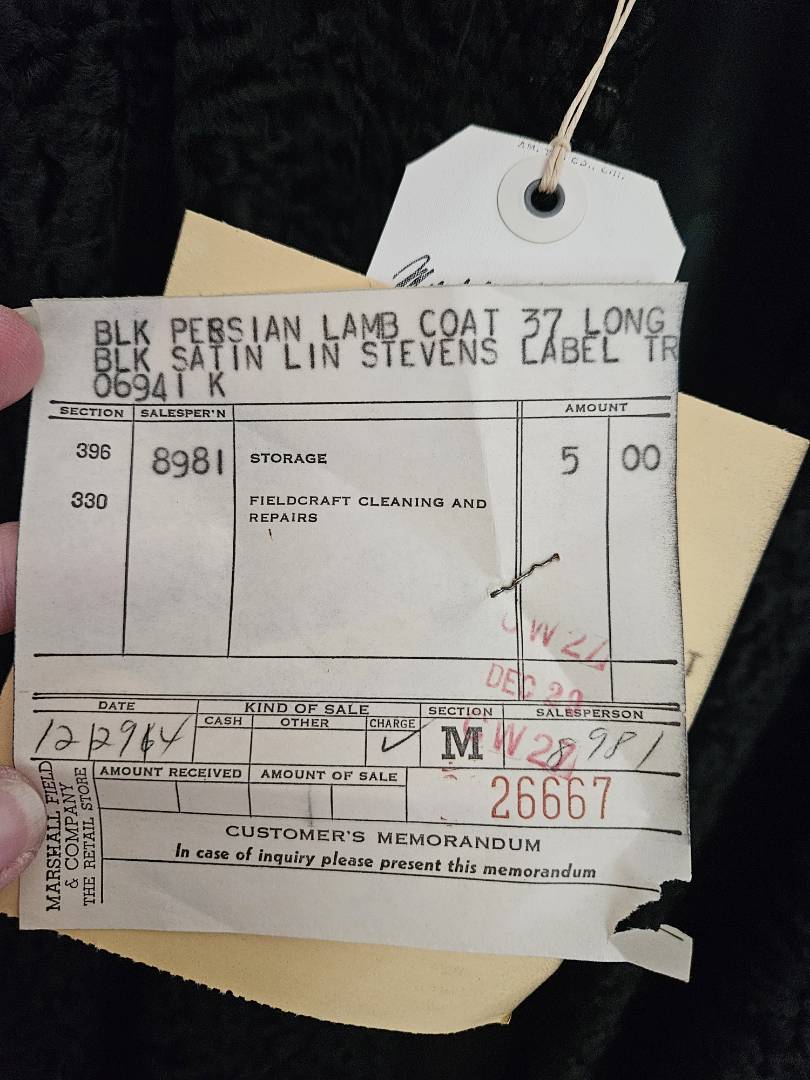 BLK PERSIAN LAMB COAT 37 LONG
BLK SATIN LIN STEVENS LABEL TR
06941 K
SECTION SALESPER'N AMOUNT
396 8981 STORAGE 5 00
330 FIELDCRAFT CLEANING AND
REPAIRS
DEC 29
DATE KIND OF SALE SECTION SALESPERSON
CASH OTHER CHARGE
12 29 64 ✓ M 8981
AMOUNT RECEIVED AMOUNT OF SALE
26667
MARSHALL FIELD
& COMPANY
THE RETAIL STORE
CUSTOMER'S MEMORANDUM
In case of inquiry please present this memorandum